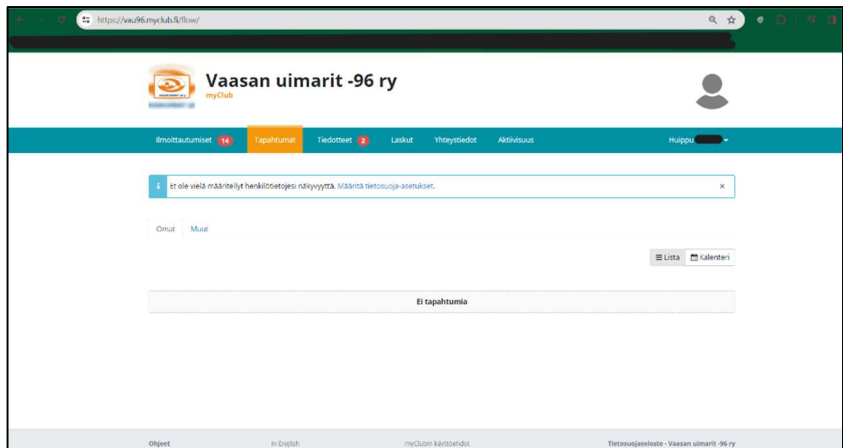 https://vau96.myclub.fi/flow/
Vaasan uimarit -96 ry
myClub
Ilmoittautumiset 14 Tapahtumat Tiedotteet 2 Laskut Yhteystiedot Aktiivisuus Huippu
i Et ole vielä määritellyt henkilötietojesi näkyvyyttä. Määritä tietosuoja-asetukset. ×
Omat Muut
Lista Kalenteri
Ei tapahtumia
Ohjeet In English myClubin käyttöehdot Tietosuojaseloste - Vaasan uimarit -96 ry